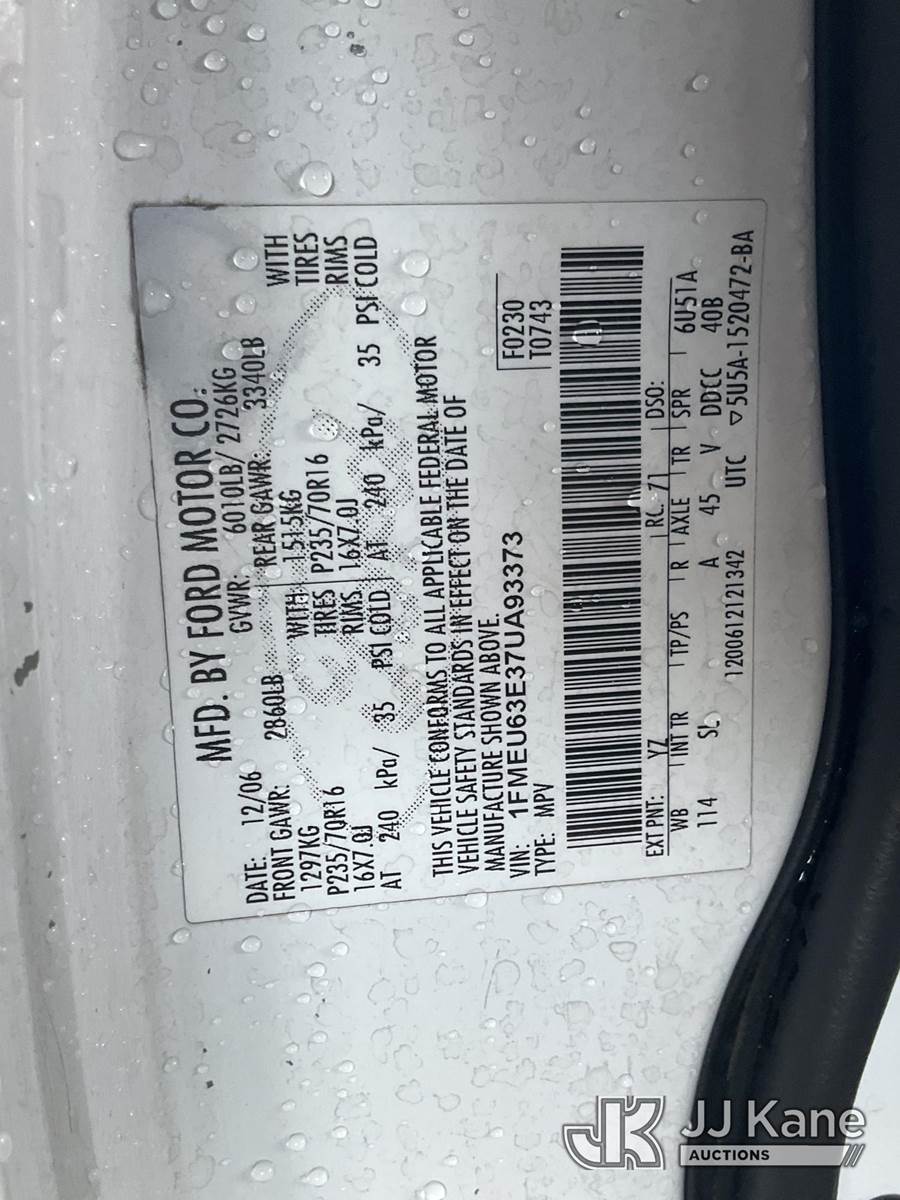 MFD. BY FORD MOTOR CO.
DATE: 12/06 GVWR: 6010LB/ 2726KG
FRONT GAWR: 2860LB REAR GAWR: 3340LB
1297KG WITH 1515KG WITH
P235/70R16 TIRES P235/70R16 TIRES
16X7.0J RIMS 16X7.0J RIMS
AT 240 kPa/ 35 PSI COLD AT 240 kPa/ 35 PSI COLD
THIS VEHICLE CONFORMS TO ALL APPLICABLE FEDERAL MOTOR
VEHICLE SAFETY STANDARDS IN EFFECT ON THE DATE OF
MANUFACTURE SHOWN ABOVE.
VIN: 1FMEU63E37UA93373 F0230
TYPE: MPV T0743
EXT PNT: YZ RC: 71 DSO:
WB INT TR TP/PS R AXLE TR SPR 6U51A
114 SL A 45 V DDCC 40B
120061212134​2 UTC ▽5U5A-1520472-BA
JK JJ Kane
AUCTIONS